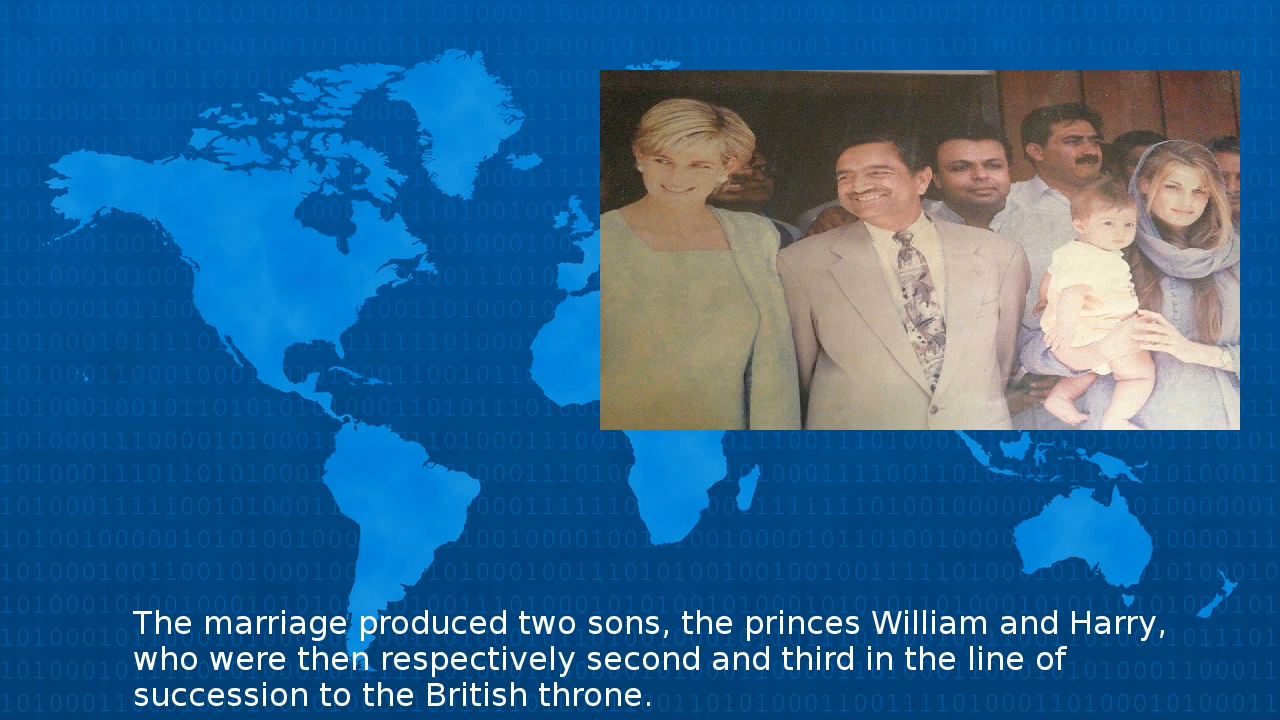 The marriage produced two sons, the princes William and Harry,
who were then respectively second and third in the line of
succession to the British throne.